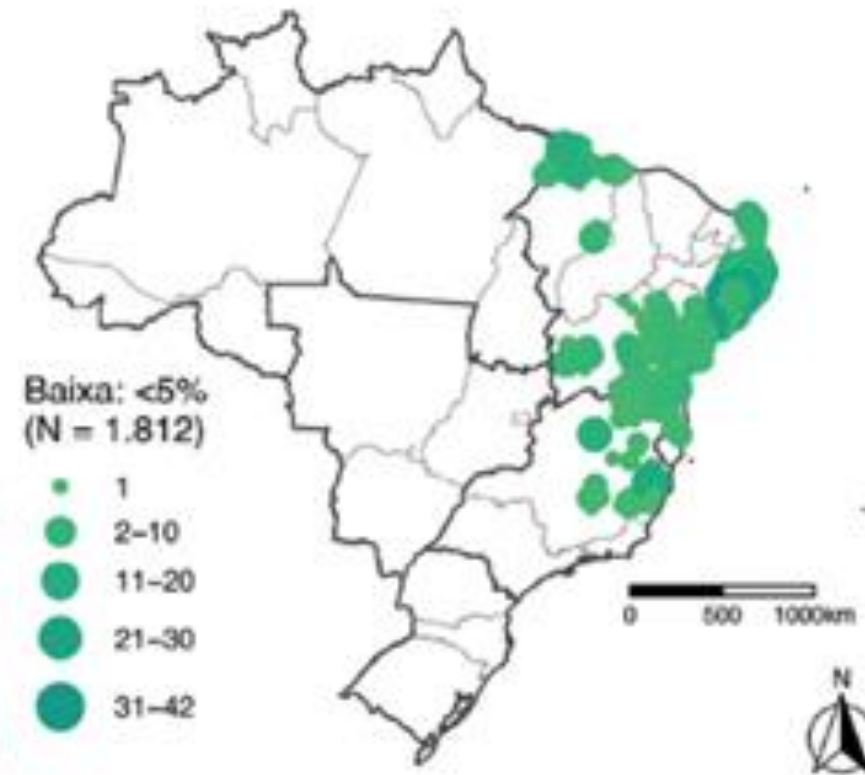 Baixa: <5%
(N = 1.812)
1
2–10
11–20
21–30
31–42
0 500 1000km
N